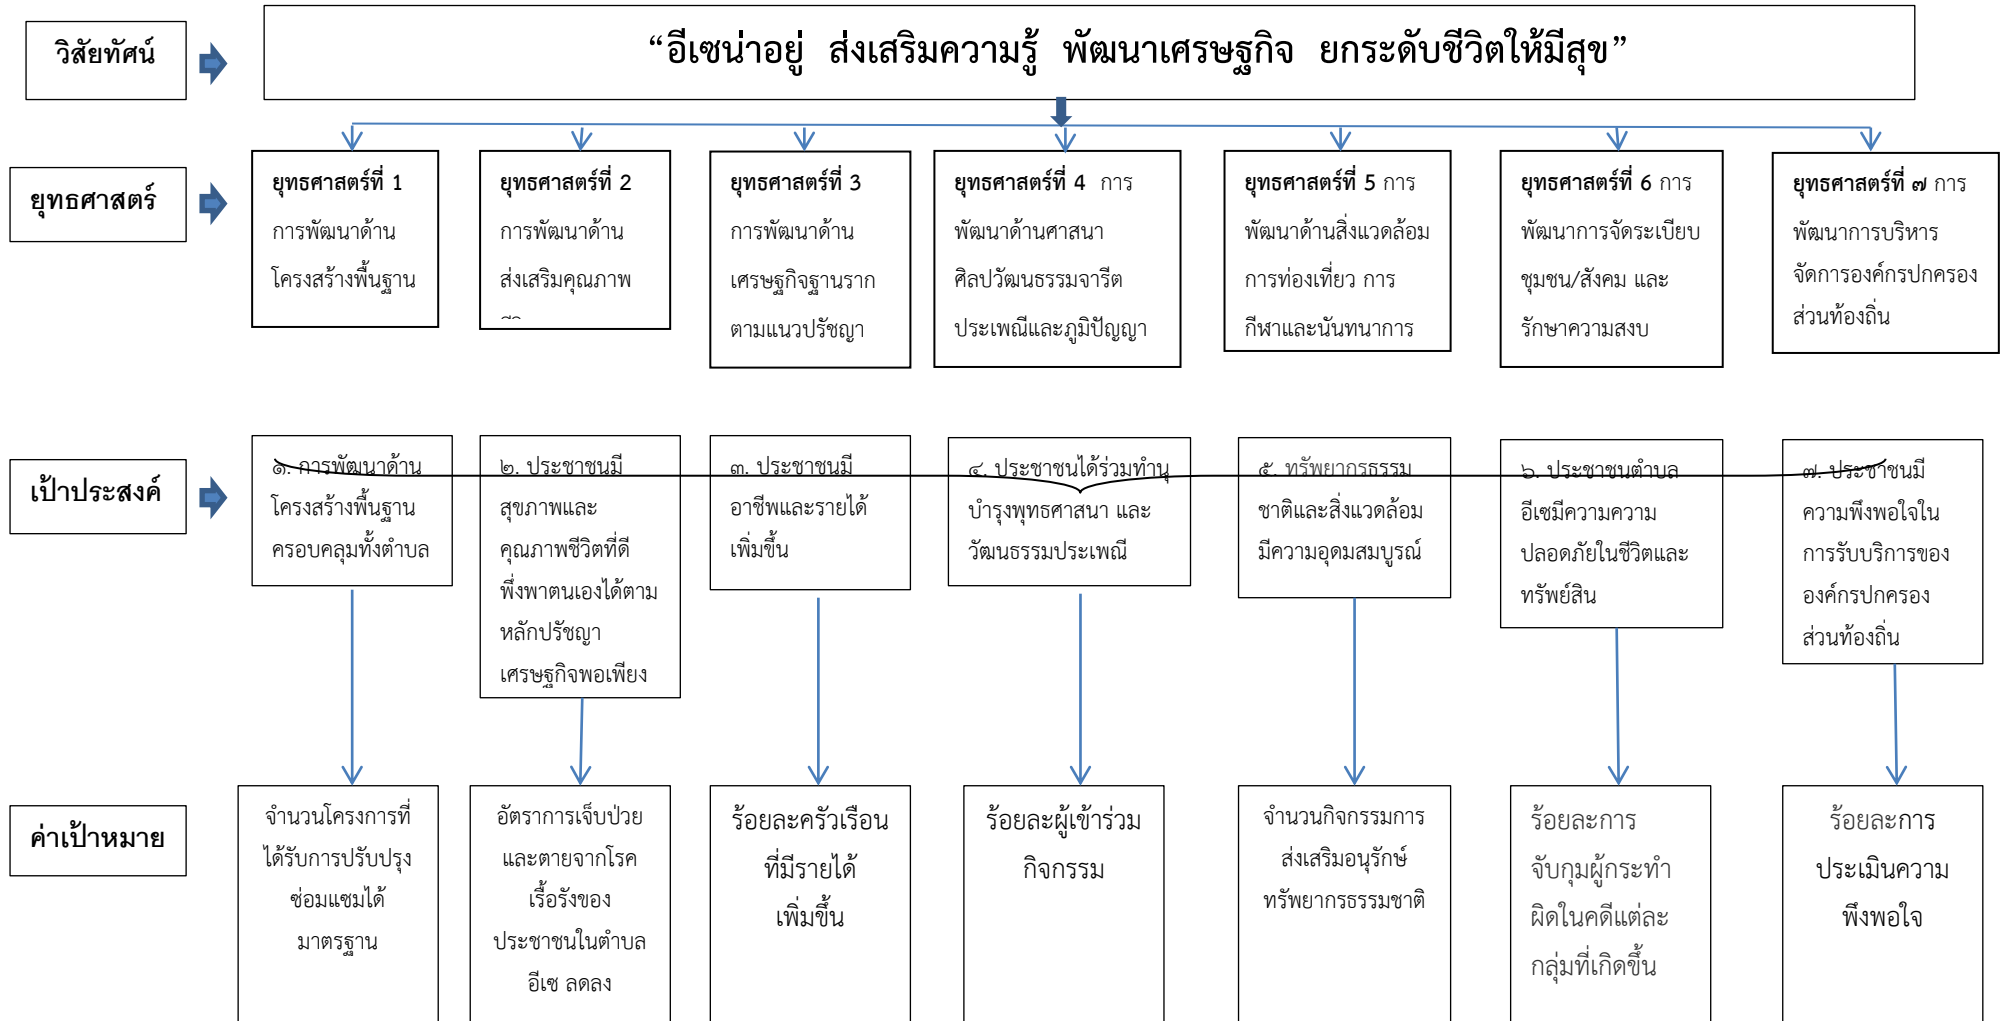 วิสัยทัศน์
“อีเซน่าอยู่ ส่งเสริมความรู้ พัฒนาเศรษฐกิจ ยกระดับชีวิตให้มีสุข”
ยุทธศาสตร์
ยุทธศาสตร์ที่ 1
การพัฒนาด้าน
โครงสร้างพื้นฐาน
ยุทธศาสตร์ที่ 2
การพัฒนาด้าน
ส่งเสริมคุณภาพ
ยุทธศาสตร์ที่ 3
การพัฒนาด้าน
เศรษฐกิจฐานราก
ตามแนวปรัชญา
ยุทธศาสตร์ที่ 4 การ
พัฒนาด้านศาสนา
ศิลปวัฒนธรรมจารีต
ประเพณีและภูมิปัญญา
ยุทธศาสตร์ที่ 5 การ
พัฒนาด้านสิ่งแวดล้อม
การท่องเที่ยว การ
กีฬาและนันทนาการ
ยุทธศาสตร์ที่ 6 การ
พัฒนาการจัดระเบียบ
ชุมชน/สังคม และ
รักษาความสงบ
ยุทธศาสตร์ที่ ๗ การ
พัฒนาการบริหาร
จัดการองค์กรปกครอง
ส่วนท้องถิ่น
เป้าประสงค์
๑. การพัฒนาด้าน
โครงสร้างพื้นฐาน
ครอบคลุมทั้งตำบล
๒. ประชาชนมี
สุขภาพและ
คุณภาพชีวิตที่ดี
พึ่งพาตนเองได้ตาม
หลักปรัชญา
เศรษฐกิจพอเพียง
๓. ประชาชนมี
อาชีพและรายได้
เพิ่มขึ้น
๔. ประชาชนได้ร่วมทำนุ
บำรุงพุทธศาสนา และ
วัฒนธรรมประเพณี
๕. ทรัพยากรธรรม
ชาติและสิ่งแวดล้อม
มีความอุดมสมบูรณ์
๖. ประชาชนตำบล
อีเซมีความความ
ปลอดภัยในชีวิตและ
ทรัพย์สิน
๗. ประชาชนมี
ความพึงพอใจใน
การรับบริการของ
องค์กรปกครอง
ส่วนท้องถิ่น
ค่าเป้าหมาย
จำนวนโครงการที่
ได้รับการปรับปรุง
ซ่อมแซมได้
มาตรฐาน
อัตราการเจ็บป่วย
และตายจากโรค
เรื้อรังของ
ประชาชนในตำบล
อีเซ ลดลง
ร้อยละครัวเรือน
ที่มีรายได้
เพิ่มขึ้น
ร้อยละผู้เข้าร่วม
กิจกรรม
จำนวนกิจกรรมการ
ส่งเสริมอนุรักษ์
ทรัพยากรธรรมชาติ
ร้อยละการ
จับกุมผู้กระทำ
ผิดในคดีแต่ละ
กลุ่มที่เกิดขึ้น
ร้อยละการ
ประเมินความ
พึงพอใจ